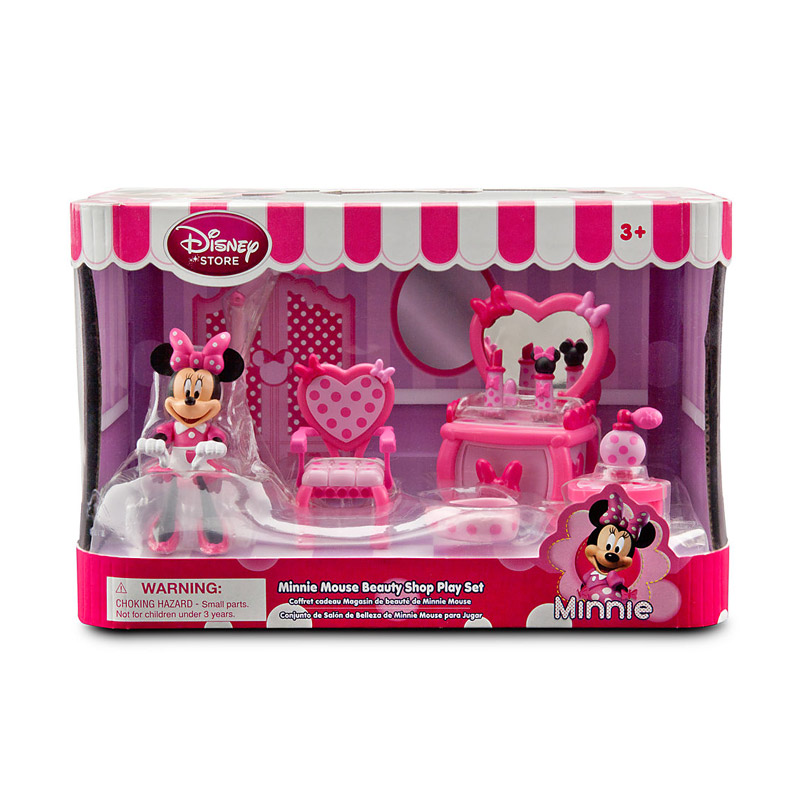 Disney
STORE
3+
WARNING:
CHOKING HAZARD - Small parts.
Not for children under 3 years.
Minnie Mouse Beauty Shop Play Set
Coffret cadeau Magasin de beauté de Minnie Mouse
Conjunto de Salón de Belleza de Minnie Mouse para Jugar
Minnie